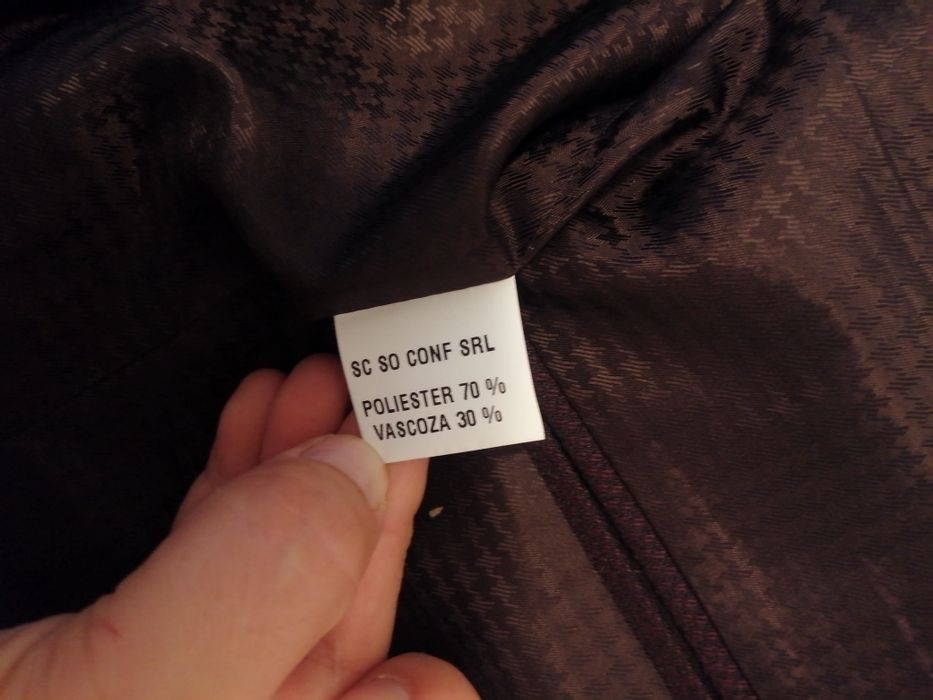 SC SO CONF SRL
POLIESTER 70 %
VASCOZA 30 %